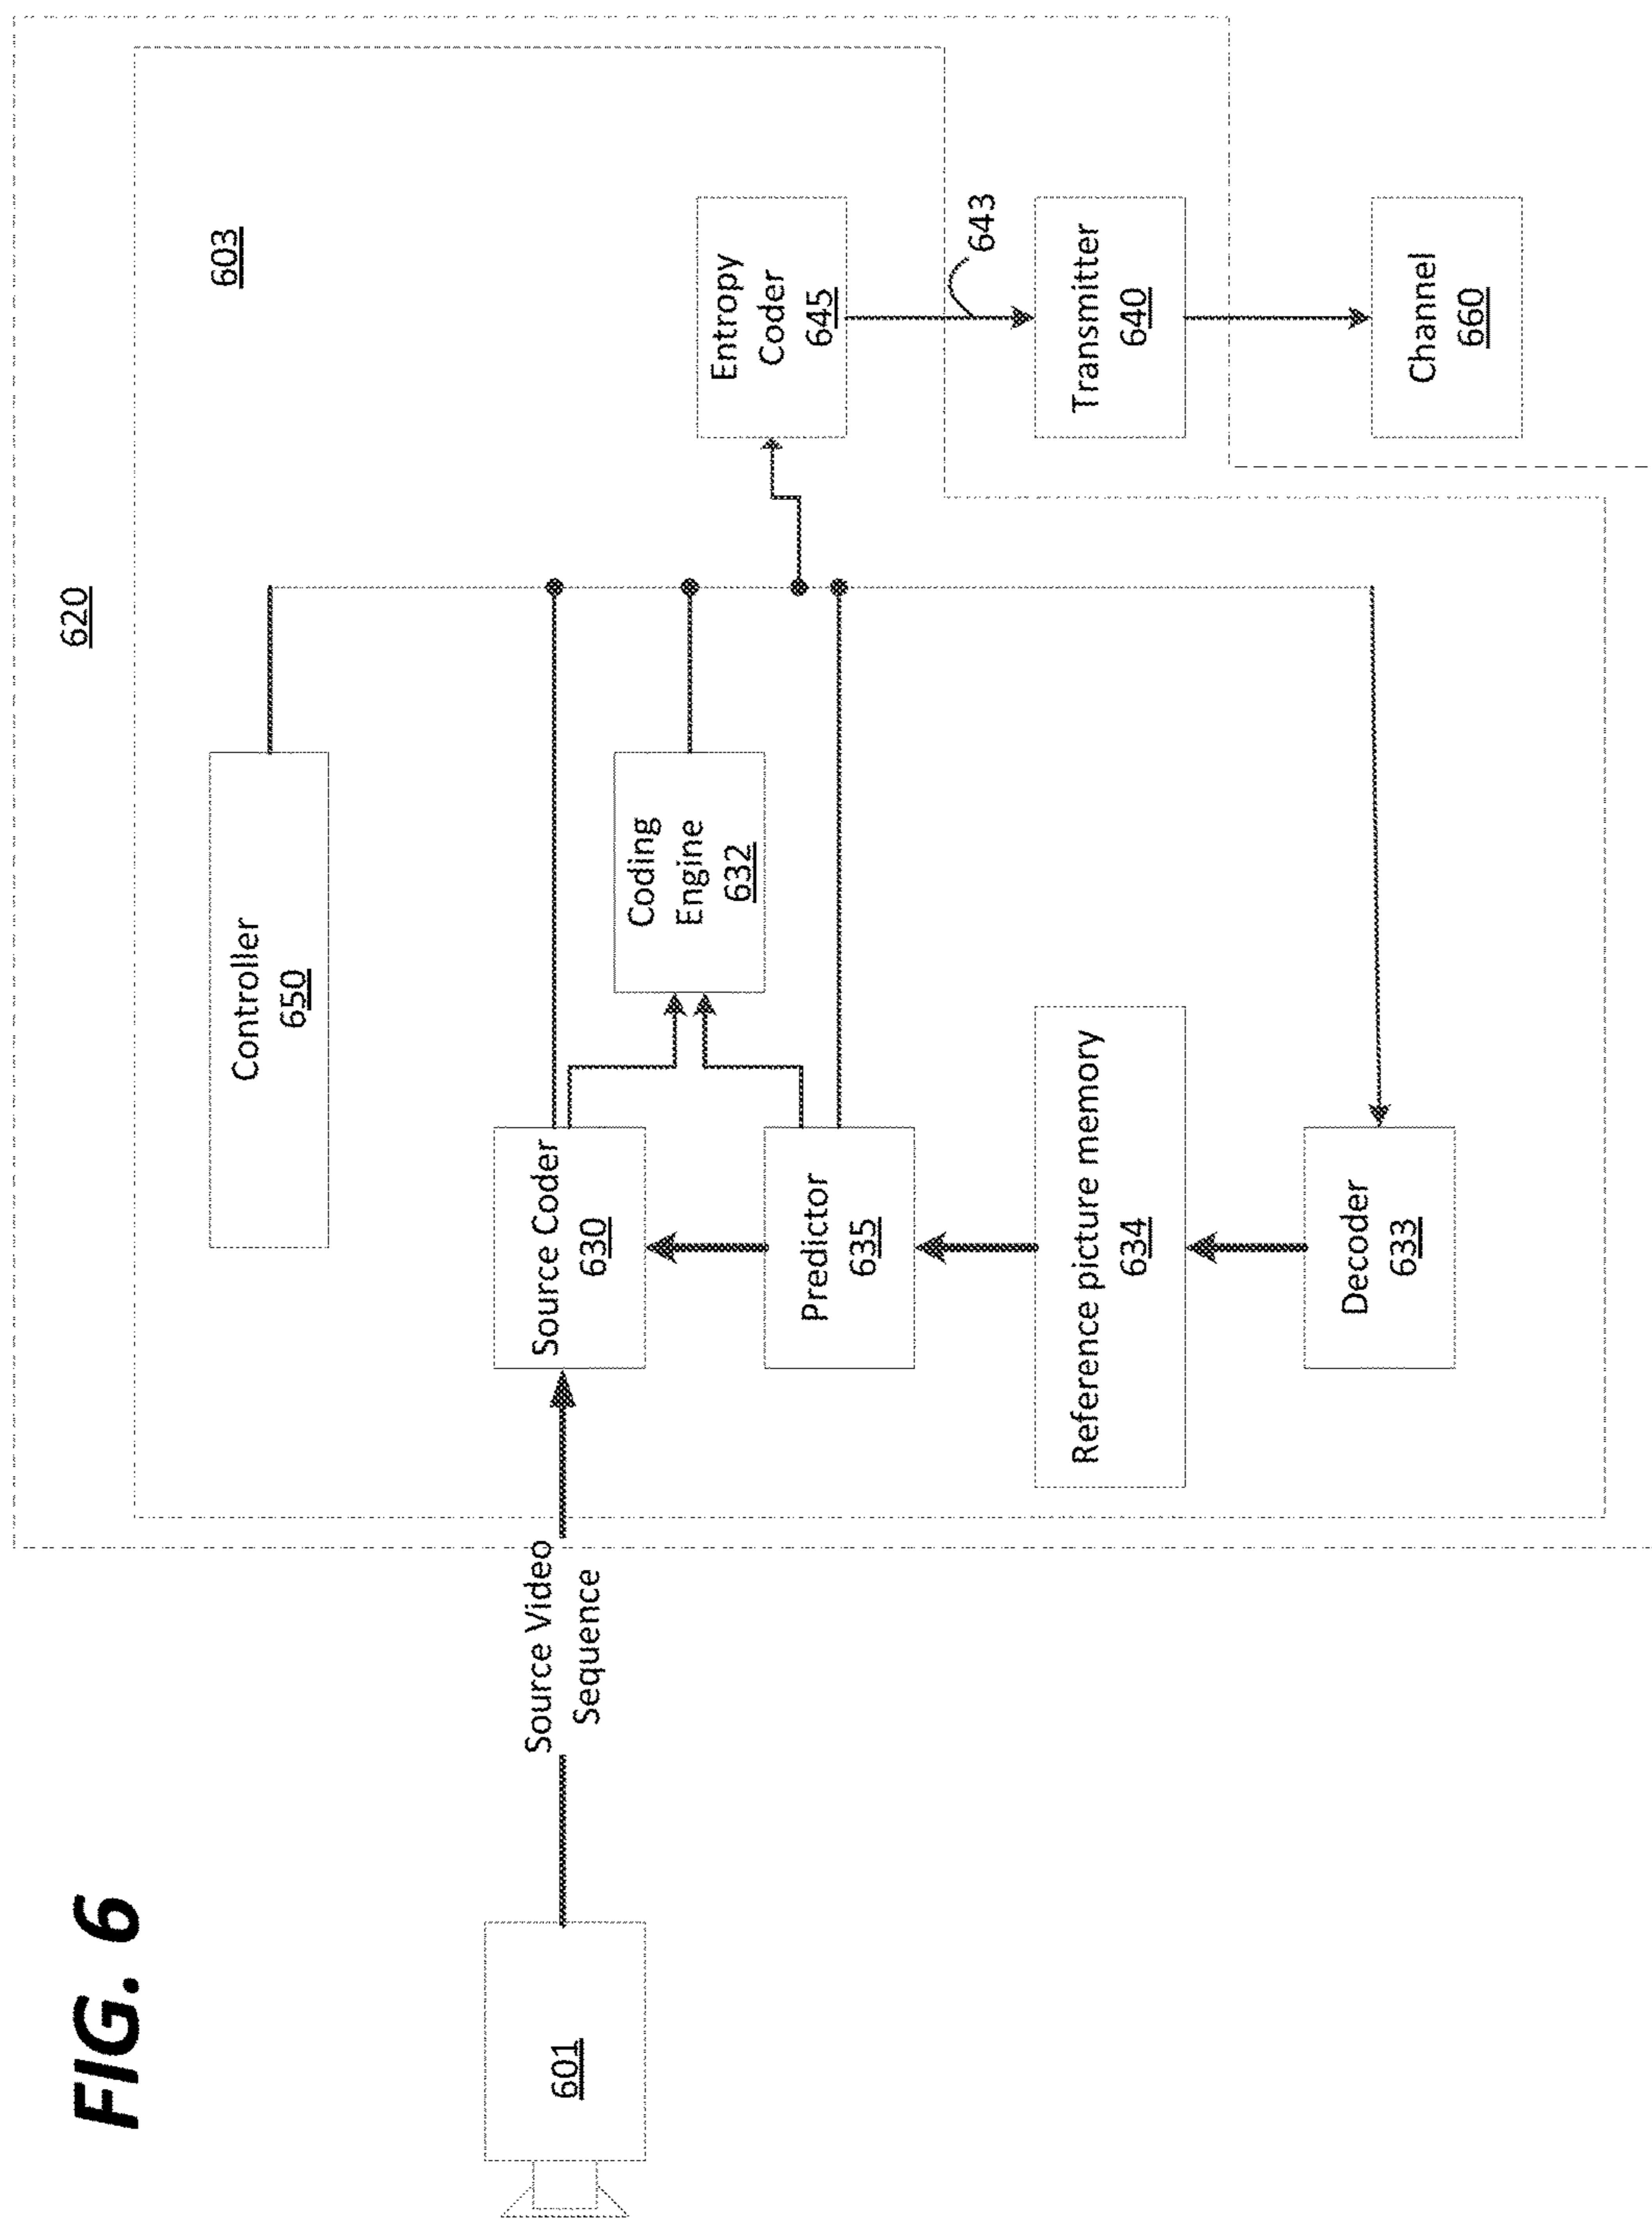 FIG. 6
620
603
Controller
650
601
Source Video
Sequence
Source Coder
630
Coding
Engine
632
Entropy
Coder
645
Predictor
635
643
Reference picture memory
634
Transmitter
640
Decoder
633
Channel
660